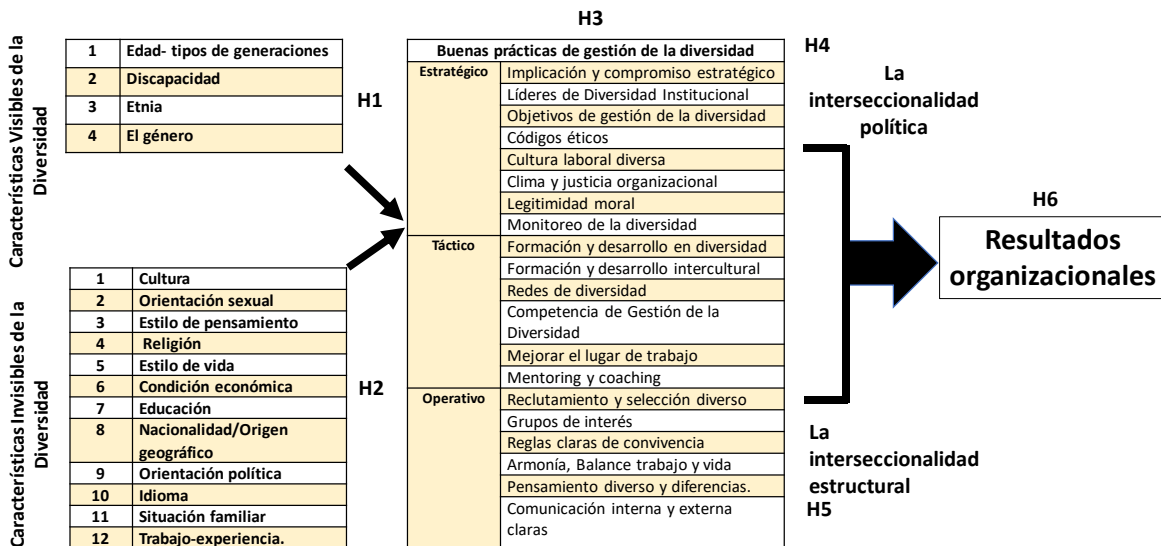 Características Visibles de la
Diversidad
1 Edad- tipos de generaciones
2 Discapacidad
3 Etnia
4 El género
H1
Características Invisibles de la
Diversidad
1 Cultura
2 Orientación sexual
3 Estilo de pensamiento
4 Religión
5 Estilo de vida
6 Condición económica
7 Educación
8 Nacionalidad/Origen
geográfico
9 Orientación política
10 Idioma
11 Situación familiar
12 Trabajo-experiencia.
H2
H3
Buenas prácticas de gestión de la diversidad
Estratégico Implicación y compromiso estratégico
Líderes de Diversidad Institucional
Objetivos de gestión de la diversidad
Códigos éticos
Cultura laboral diversa
Clima y justicia organizacional
Legitimidad moral
Monitoreo de la diversidad
Táctico Formación y desarrollo en diversidad
Formación y desarrollo intercultural
Redes de diversidad
Competencia de Gestión de la
Diversidad
Mejorar el lugar de trabajo
Mentoring y coaching
Operativo Reclutamiento y selección diverso
Grupos de interés
Reglas claras de convivencia
Armonía, Balance trabajo y vida
Pensamiento diverso y diferencias.
Comunicación interna y externa
claras
H4
La
interseccionalidad
política
La
interseccionalidad
estructural
H5
H6
Resultados
organizacionales